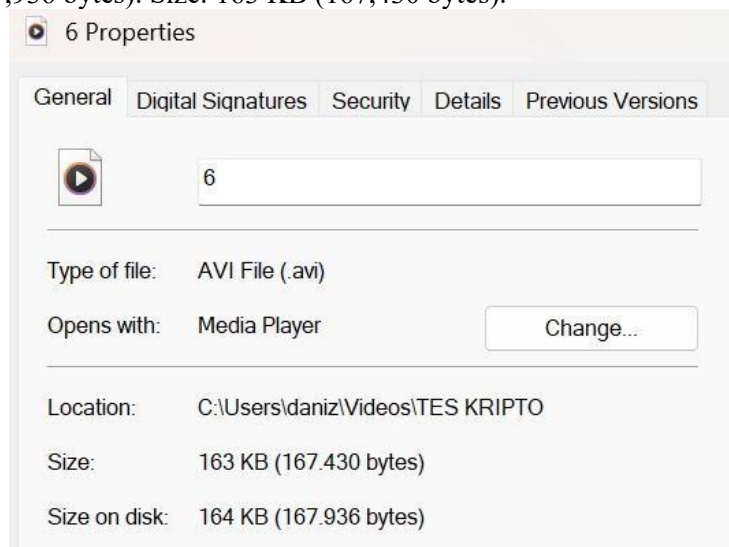 6 Properties
General Digital Signatures Security Details Previous Versions
6
Type of file: AVI File (.avi)
Opens with: Media Player Change...
Location: C:\Users\daniz\Videos\TES KRIPTO
Size: 163 KB (167.430 bytes)
Size on disk: 164 KB (167.936 bytes)